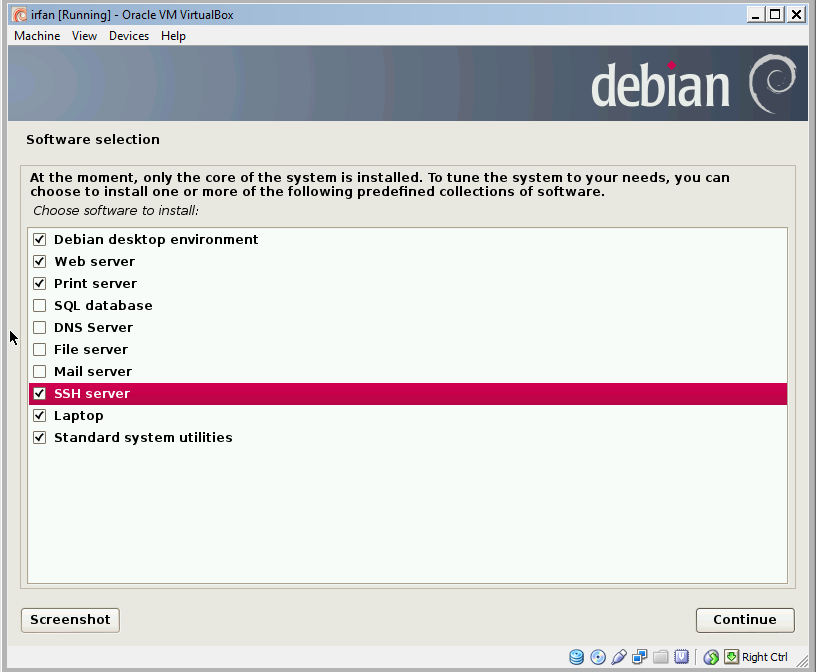 irfan [Running] - Oracle VM VirtualBox
Machine View Devices Help
debian
Software selection
At the moment, only the core of the system is installed. To tune the system to your needs, you can
choose to install one or more of the following predefined collections of software.
Choose software to install:
Debian desktop environment
Web server
Print server
SQL database
DNS Server
File server
Mail server
SSH server
Laptop
Standard system utilities
Screenshot
Continue
Right Ctrl